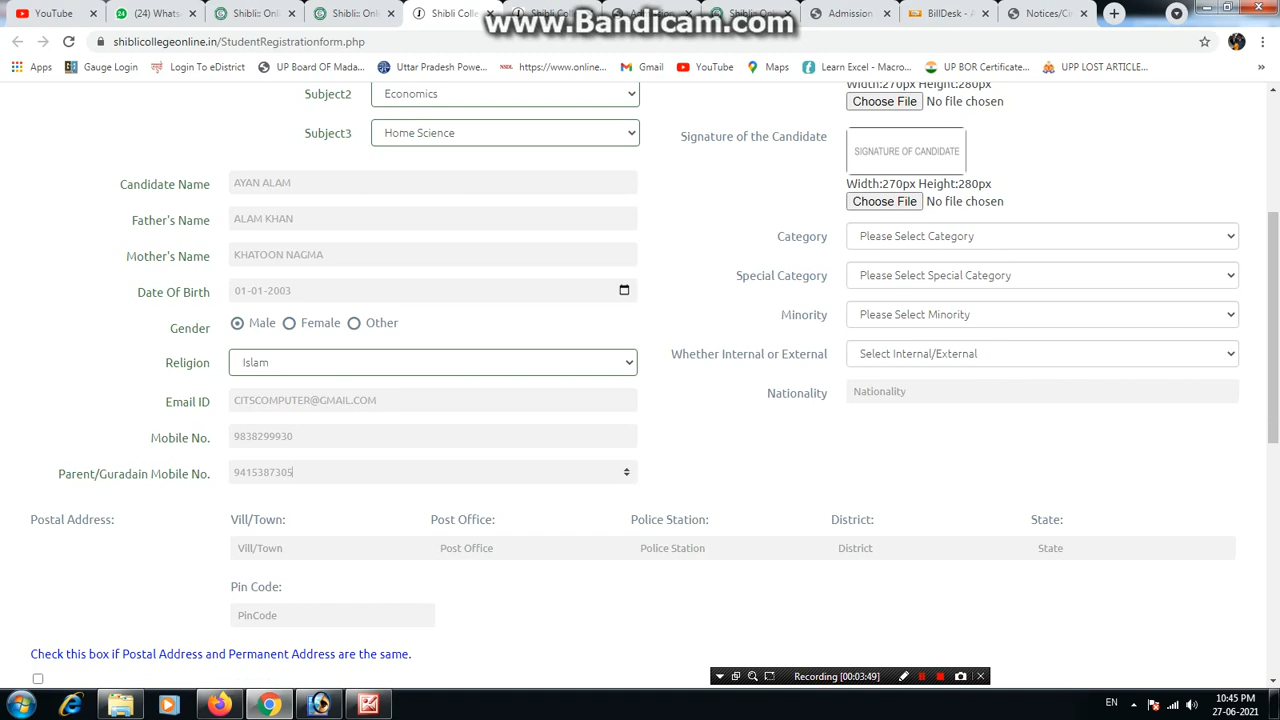 YouTube
(24) Whats
Shiblic Onl
Shibli Coll
Admission
BillDesk -
Notices/Ci
www.Bandicam.com
shiblicollegeonline.in/StudentRegistrationform.php
Apps
Gauge Login
Login To eDistrict
UP Board OF Mada...
Uttar Pradesh Powe...
https://www.online...
Gmail
YouTube
Maps
Learn Excel - Macro...
UP BOR Certificate...
UPP LOST ARTICLE...
»
Subject2
Economics
Subject3
Home Science
Candidate Name
AYAN ALAM
Father's Name
ALAM KHAN
Mother's Name
KHATOON NAGMA
Date Of Birth
01-01-2003
Gender
Male Female Other
Religion
Islam
Email ID
CITSCOMPUTER@GMAIL.COM
Mobile No.
9838299930
Parent/Guradain Mobile No.
9415387305
Width:270px Height:280px
Choose File No file chosen
Signature of the Candidate
SIGNATURE OF CANDIDATE
Width:270px Height:280px
Choose File No file chosen
Category
Please Select Category
Special Category
Please Select Special Category
Minority
Please Select Minority
Whether Internal or External
Select Internal/External
Nationality
Nationality
Postal Address:
Vill/Town: Post Office: Police Station: District: State:
Vill/Town Post Office Police Station District State
Pin Code:
PinCode
Check this box if Postal Address and Permanent Address are the same.
Recording [00:03:49]
EN
10:45 PM
27-06-2021